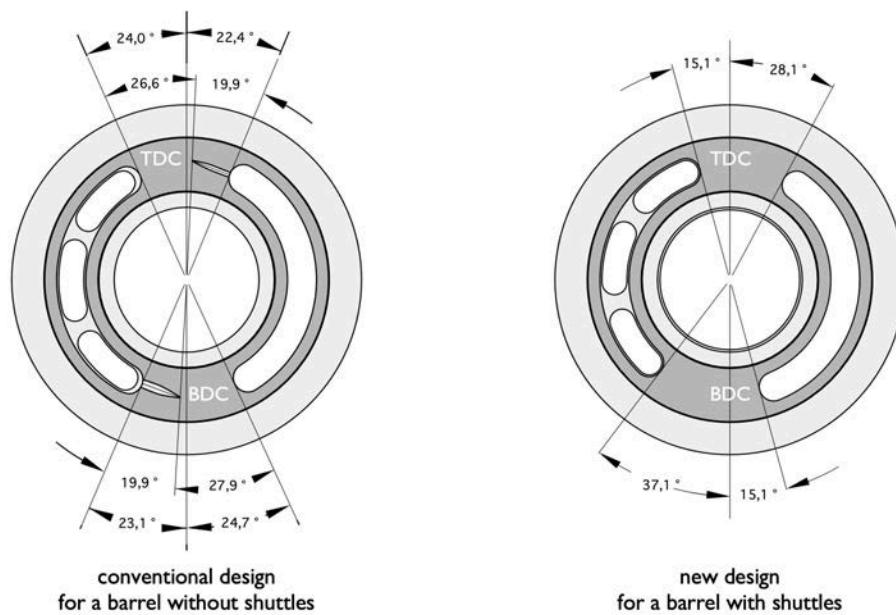 24,0° 22,4°
26,6° 19,9°
TDC
BDC
19,9° 27,9°
23,1° 24,7°
conventional design
for a barrel without shuttles
15,1° 28,1°
TDC
BDC
37,1° 15,1°
new design
for a barrel with shuttles